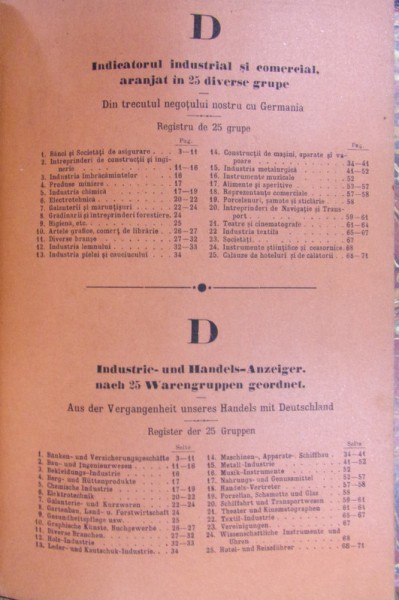 D
Indicatorul industrial și comercial,
aranjat în 25 diverse grupe
Din trecutul negoțului nostru cu Germania
Registru de 25 grupe
Pag.
1. Bănci și Societăți de asigurare . . 3—11
2. Intreprinderi de construcții și ingi-
nerie . . . 11—16
3. Industria îmbrăcămintelor . . 16
4. Produse miniere . . . 17
5. Industrie chimică . . . 17—19
6. Electrotehnică . . . 20—22
7. Galanterii și mărunțișuri . . 22—24
8. Grădinării și întreprinderi forestiere, 24
9. Higiena, etc. . . . 25
10. Artele grafice, comerț de librărie . . 26—27
11. Diverse branșe . . . 27—32
12. Industria lemnului . . . 32—33
13. Industria pielei și cauciucului . . 34
Pag.
14. Construcții de mașini, aparate și va-
poare . . . 34—41
15. Industria metalurgică . . 41—52
16. Instrumente muzicale . . 52
17. Alimente și aperitive . . 53—57
18. Reprezentanțe comerciale . . 57—58
19. Porcelanuri, șamote și sticlărie . . 58
20. Intreprinderi de Navigație și Trans-
port . . . 59—61
21. Teatre și cinematografe . . 61—64
22. Industria textilă . . . 65—67
23. Societăți . . . 67
24. Instrumente științifice și ceasornice 68
25. Călăuze de hoteluri și de călătorii . . 68—71
D
Industrie- und Handels-Anzeiger,
nach 25 Warengruppen geordnet.
Aus der Vergangenheit unseres Handels mit Deutschland
Register der 25 Gruppen
Seite
1. Banken- und Versicherungsgeschäfte 3—11
2. Bau- und Ingenieurwesen . . 11—16
3. Bekleidungs-Industrie . . 16
4. Berg- und Hüttenprodukte . . 17
5. Chemische Industrie . . 17—19
6. Elektrotechnik . . . 20—22
7. Galanterie- und Kurzwaren . . 22—24
8. Gartenbau, Land- u. Forstwirtschaft 24
9. Gesundheitspflege usw. . . 25
10. Graphische Künste, Buchgewerbe . . 26—27
11. Diverse Branchen . . . 27—32
12. Holz-Industrie . . . 32—33
13. Leder- und Kautschuk-Industrie . . 34
Seite
14. Maschinen-, Apparate- Schiffbau . . 34—41
15. Metall-Industrie . . . 41—52
16. Musik-Instrumente . . . 52
17. Nahrungs- und Genussmittel . . 53—57
18. Handels-Vertreter . . . 57—58
19. Porzellan, Schamotte und Glas . . 58
20. Schiffahrt und Transportwesen . . 59—61
21. Theater und Kinematographen . . 61—64
22. Textil-Industrie . . . 65—67
23. Vereinigungen . . . 67
24. Wissenschaftliche Instrumente und
Uhren . . . 68
25. Hotel- und Reiseführer . . 68—71